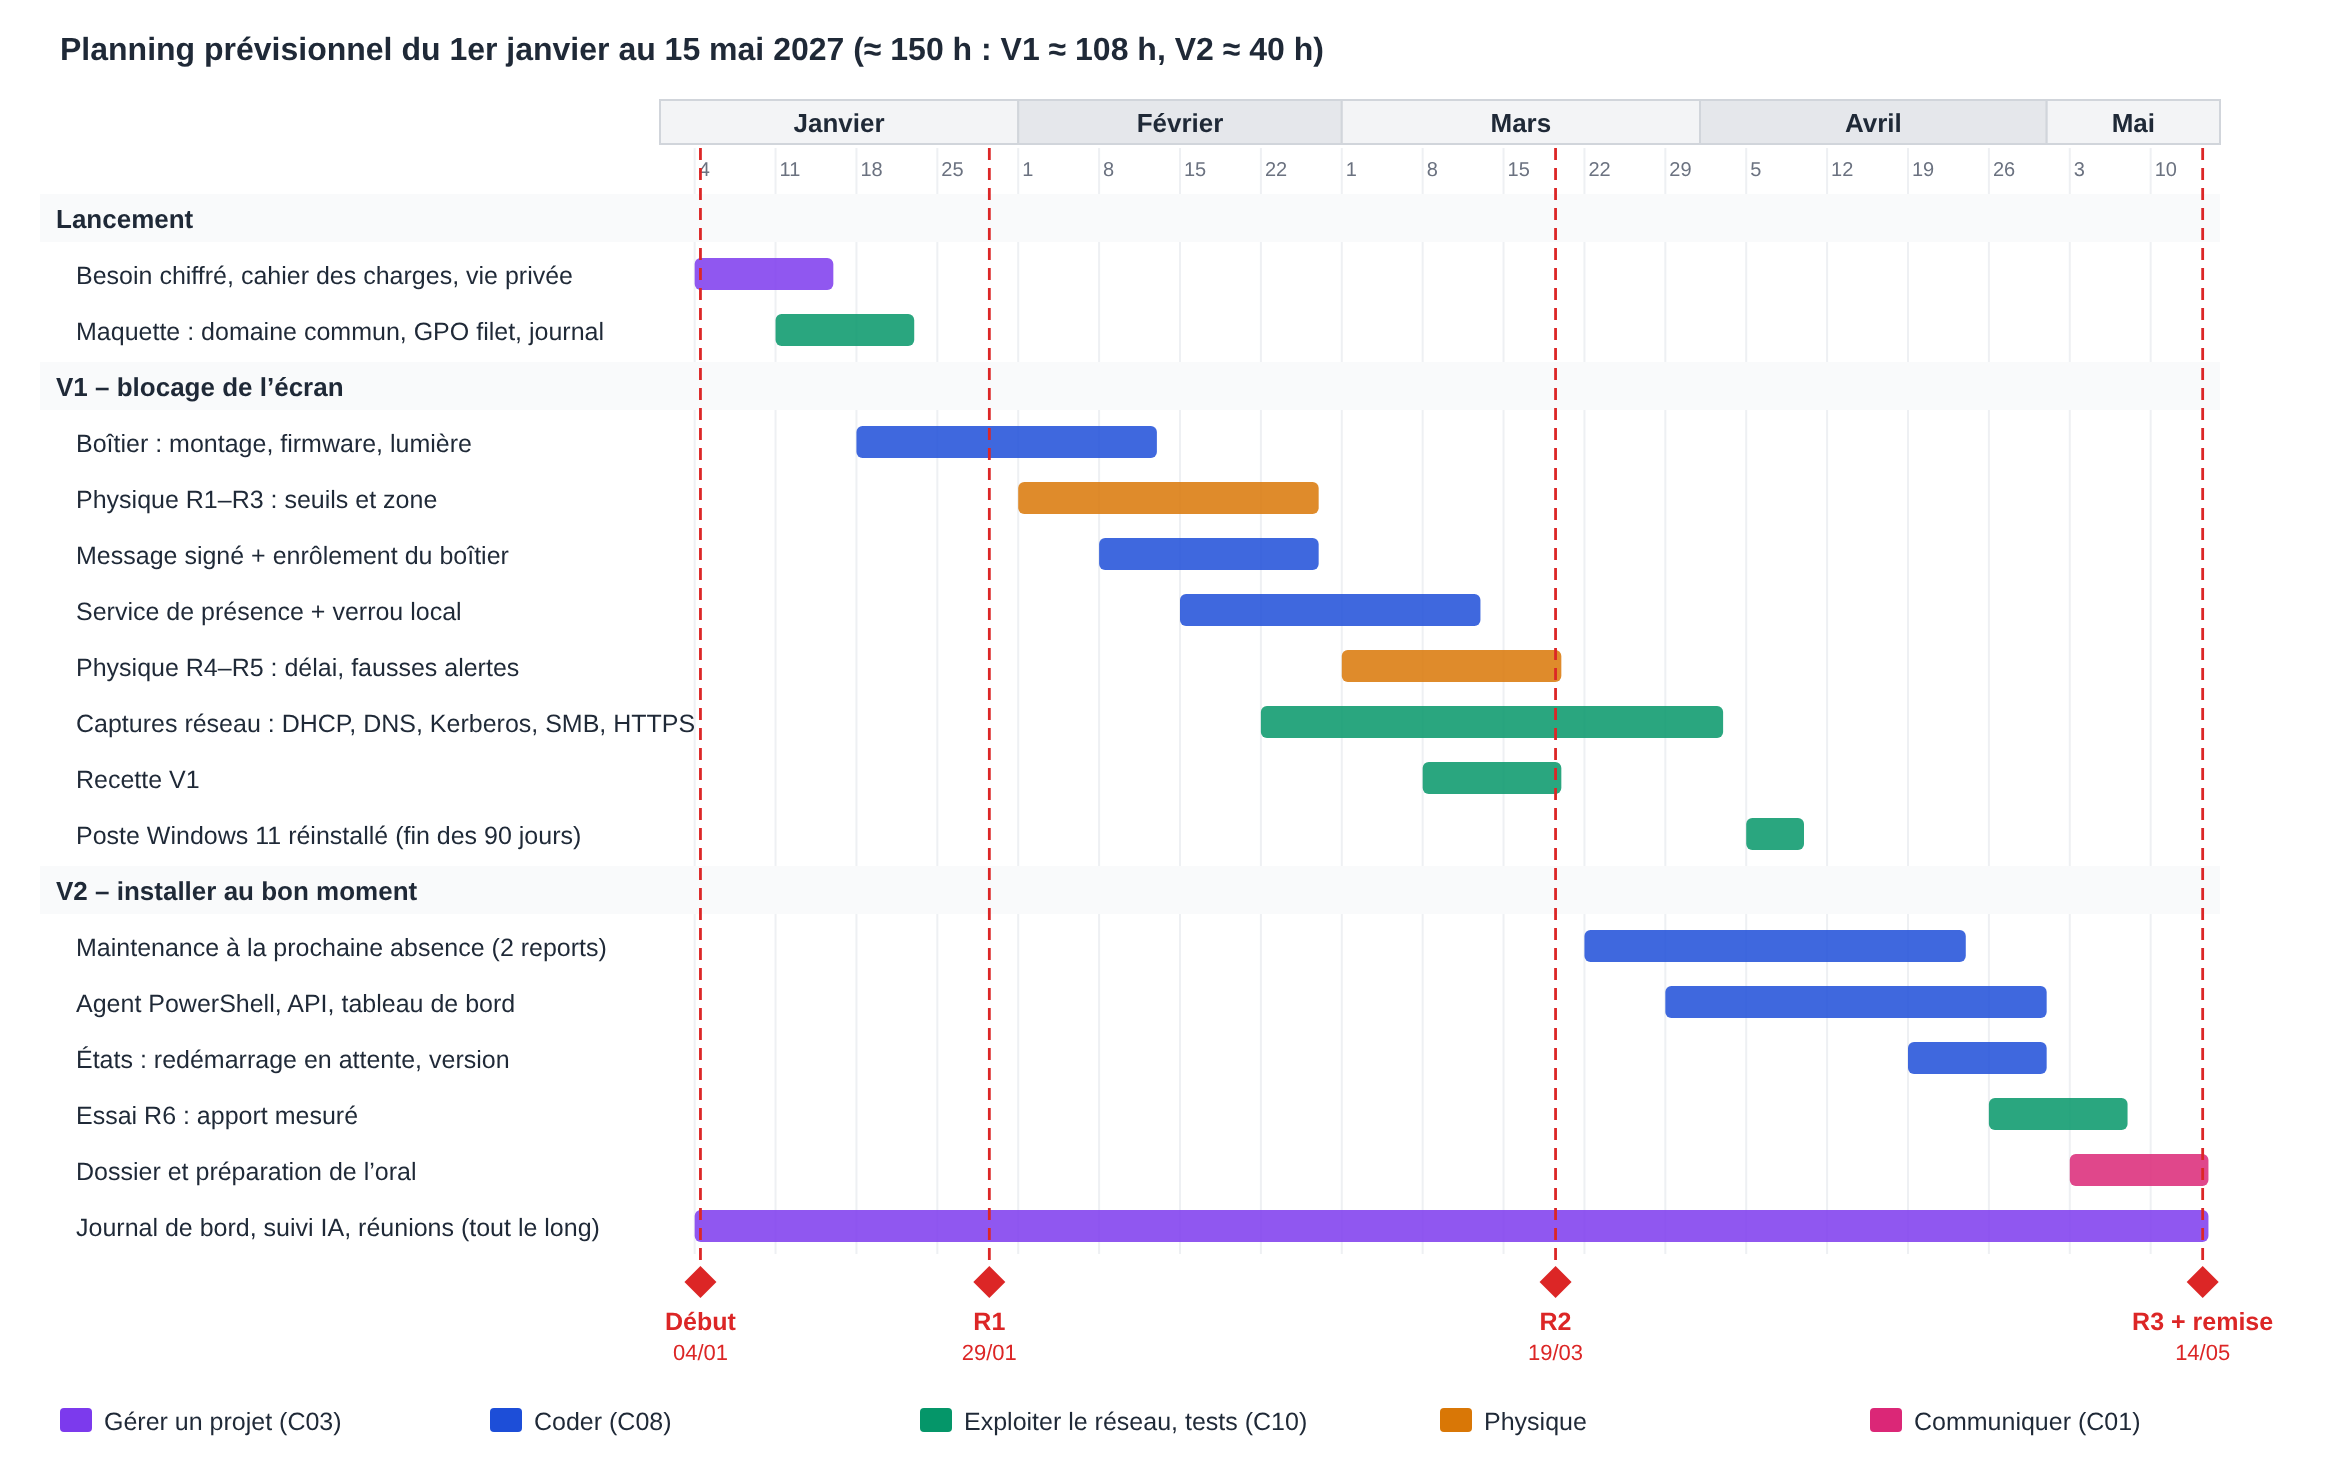 Planning prévisionnel du 1er janvier au 15 mai 2027 (≈ 150 h : V1 ≈ 108 h, V2 ≈ 40 h)
Janvier Février Mars Avril Mai
4 11 18 25 1 8 15 22 1 8 15 22 29 5 12 19 26 3 10
Lancement
Besoin chiffré, cahier des charges, vie privée
Maquette : domaine commun, GPO filet, journal
V1 – blocage de l’écran
Boîtier : montage, firmware, lumière
Physique R1–R3 : seuils et zone
Message signé + enrôlement du boîtier
Service de présence + verrou local
Physique R4–R5 : délai, fausses alertes
Captures réseau : DHCP, DNS, Kerberos, SMB, HTTPS
Recette V1
Poste Windows 11 réinstallé (fin des 90 jours)
V2 – installer au bon moment
Maintenance à la prochaine absence (2 reports)
Agent PowerShell, API, tableau de bord
États : redémarrage en attente, version
Essai R6 : apport mesuré
Dossier et préparation de l’oral
Journal de bord, suivi IA, réunions (tout le long)
Début R1 R2 R3 + remise
04/01 29/01 19/03 14/05
Gérer un projet (C03) Coder (C08) Exploiter le réseau, tests (C10) Physique Communiquer (C01)